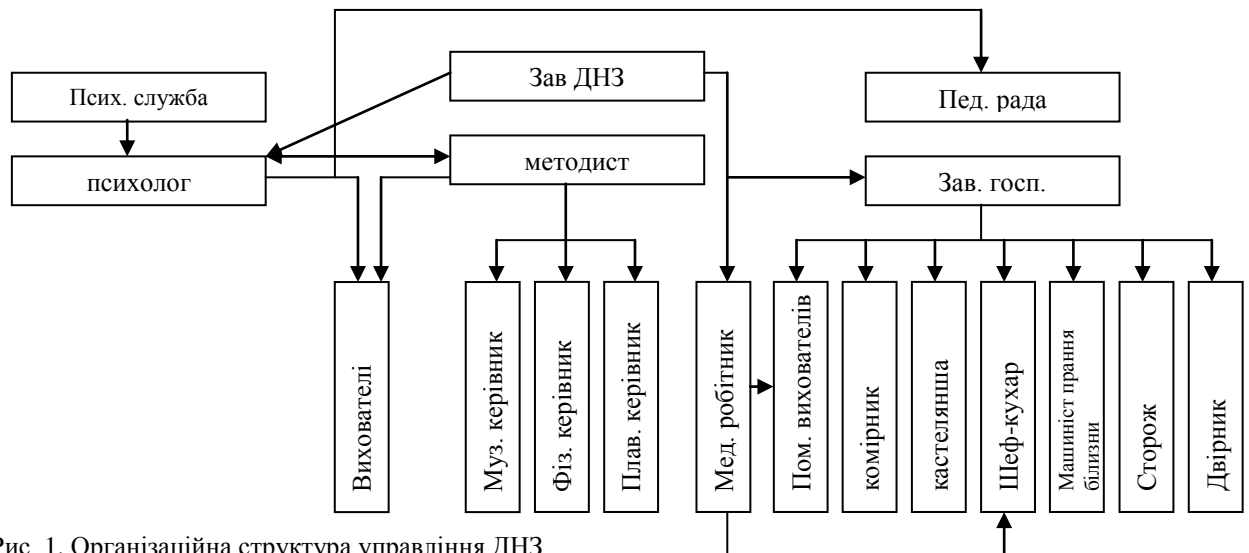 Зав ДНЗ
Псих. служба
Пед. рада
психолог
методист
Зав. госп.
Вихователі
Муз. керівник
Фіз. керівник
Плав. керівник
Мед. робітник
Пом. вихователів
комірник
кастелянша
Шеф-кухар
Машиніст прання
білизни
Сторож
Двірник
Рис. 1. Організаційна структура управління ДНЗ